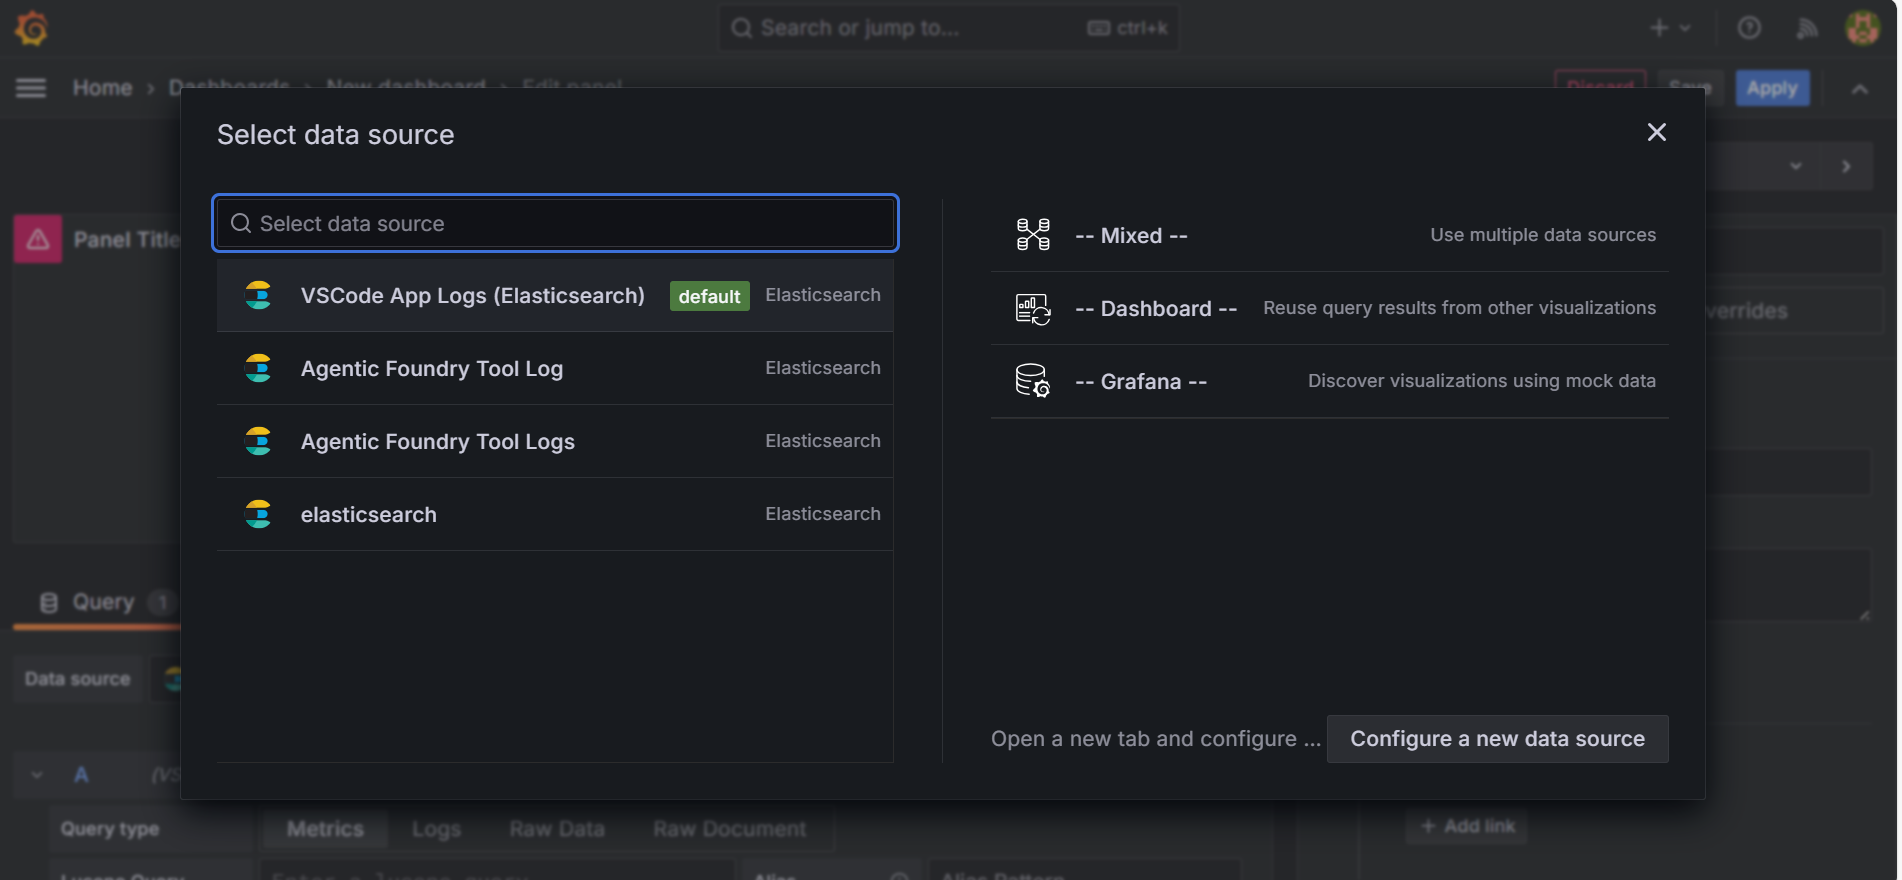 Search or jump to...
ctrl+k
Home › Dashboards › New dashboard › Edit panel
Discard
Save
Apply
Select data source
Select data source
VSCode App Logs (Elasticsearch) default Elasticsearch
Agentic Foundry Tool Log Elasticsearch
Agentic Foundry Tool Logs Elasticsearch
elasticsearch Elasticsearch
-- Mixed -- Use multiple data sources
-- Dashboard -- Reuse query results from other visualizations
-- Grafana -- Discover visualizations using mock data
Open a new tab and configure ... Configure a new data source
Panel Title
verrides
Query 1
Data source
A (VS
Query type Metrics Logs Raw Data Raw Document
+ Add link
Lucene Query Enter a lucene query Alias Alias Pattern